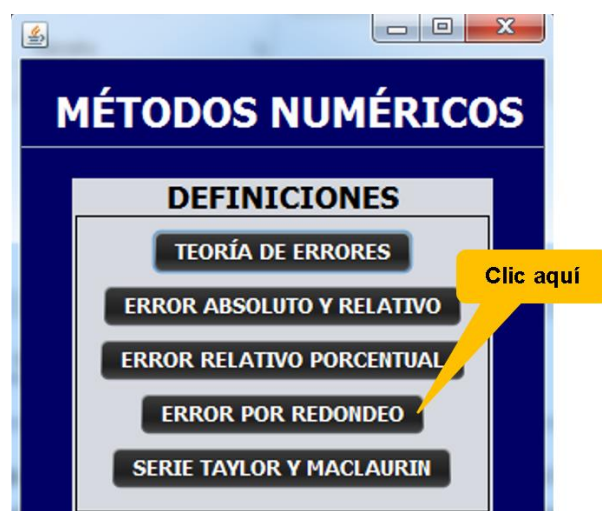 MÉTODOS NUMÉRICOS
DEFINICIONES
TEORÍA DE ERRORES
Clic aquí
ERROR ABSOLUTO Y RELATIVO
ERROR RELATIVO PORCENTUAL
ERROR POR REDONDEO
SERIE TAYLOR Y MACLAURIN